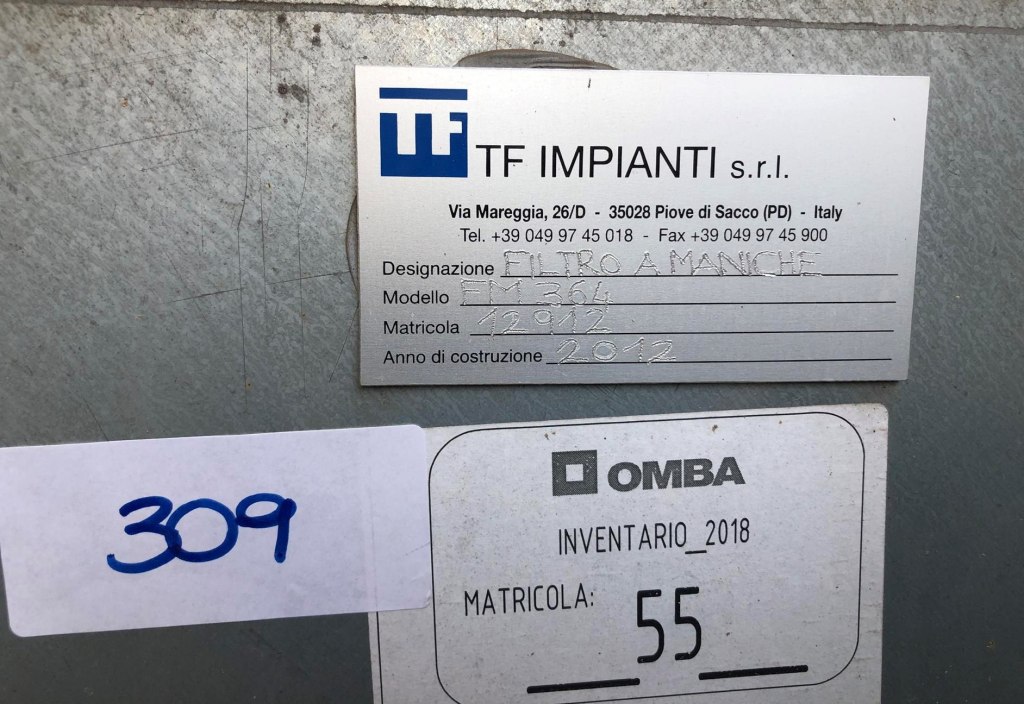 TF
TF IMPIANTI s.r.l.
Via Mareggia, 26/D - 35028 Piove di Sacco (PD) - Italy
Tel. +39 049 97 45 018 - Fax +39 049 97 45 900
Designazione FILTRO A MANICHE
Modello FM 364
Matricola 12912
Anno di costruzione 2012
309
OMBA
INVENTARIO_2018
MATRICOLA: 55